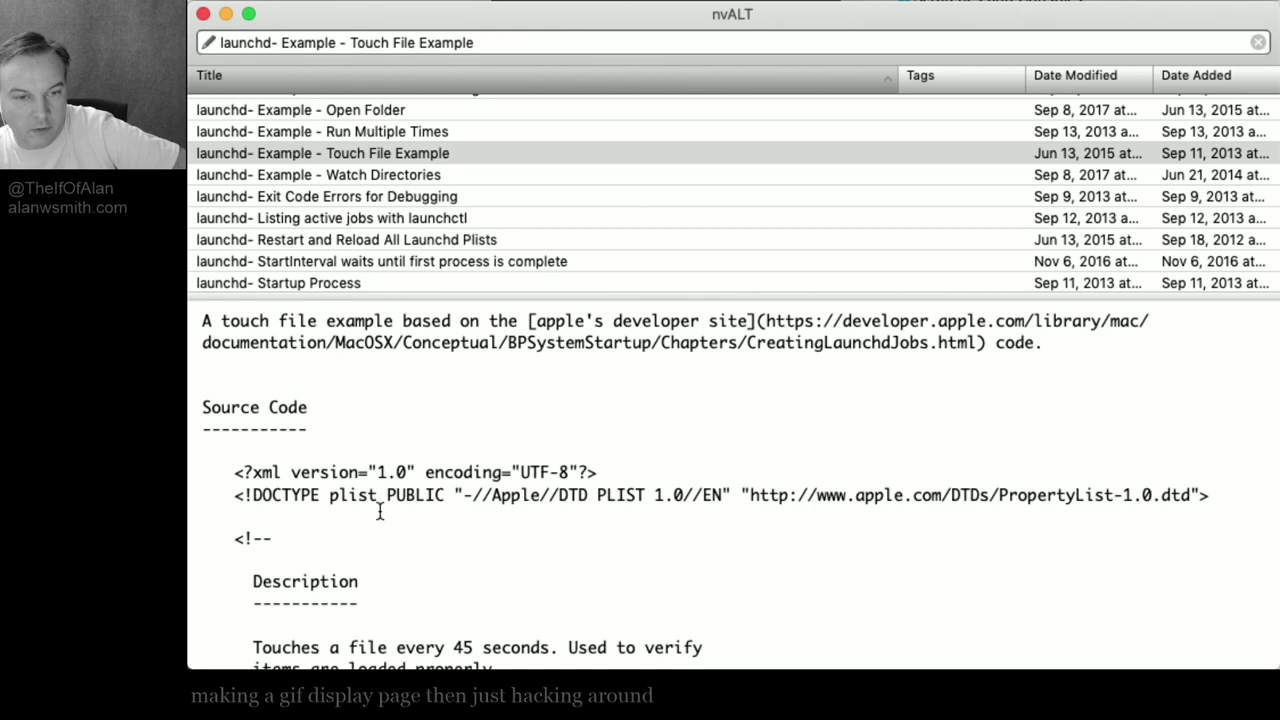 nvALT
launchd- Example - Touch File Example
Title Tags Date Modified Date Added
launchd- Example - Open Folder Sep 8, 2017 at... Jun 13, 2015 at...
launchd- Example - Run Multiple Times Sep 13, 2013 a... Sep 13, 2013 a...
launchd- Example - Touch File Example Jun 13, 2015 at... Sep 11, 2013 at...
launchd- Example - Watch Directories Sep 8, 2017 at... Jun 21, 2014 at...
launchd- Exit Code Errors for Debugging Sep 9, 2013 at... Sep 9, 2013 at...
launchd- Listing active jobs with launchctl Sep 12, 2013 a... Sep 12, 2013 a...
launchd- Restart and Reload All Launchd Plists Jun 13, 2015 at... Sep 18, 2012 a...
launchd- StartInterval waits until first process is complete Nov 6, 2016 at... Nov 6, 2016 at...
launchd- Startup Process Sep 11, 2013 at... Sep 11, 2013 at...
@TheIfOfAlan
alanwsmith.com
A touch file example based on the [apple's developer site](https://developer.apple.com/library/mac/
documentation/MacOSX/Conceptual/BPSystemStartup/Chapters/CreatingLaunchdJobs.html) code.
Source Code
-----------
<?xml version="1.0" encoding="UTF-8"?>
<!DOCTYPE plist PUBLIC "-//Apple//DTD PLIST 1.0//EN" "http://www.apple.com/DTDs/PropertyList-1.0.dtd">
<!--
Description
-----------
Touches a file every 45 seconds. Used to verify
items are loaded properly.
making a gif display page then just hacking around